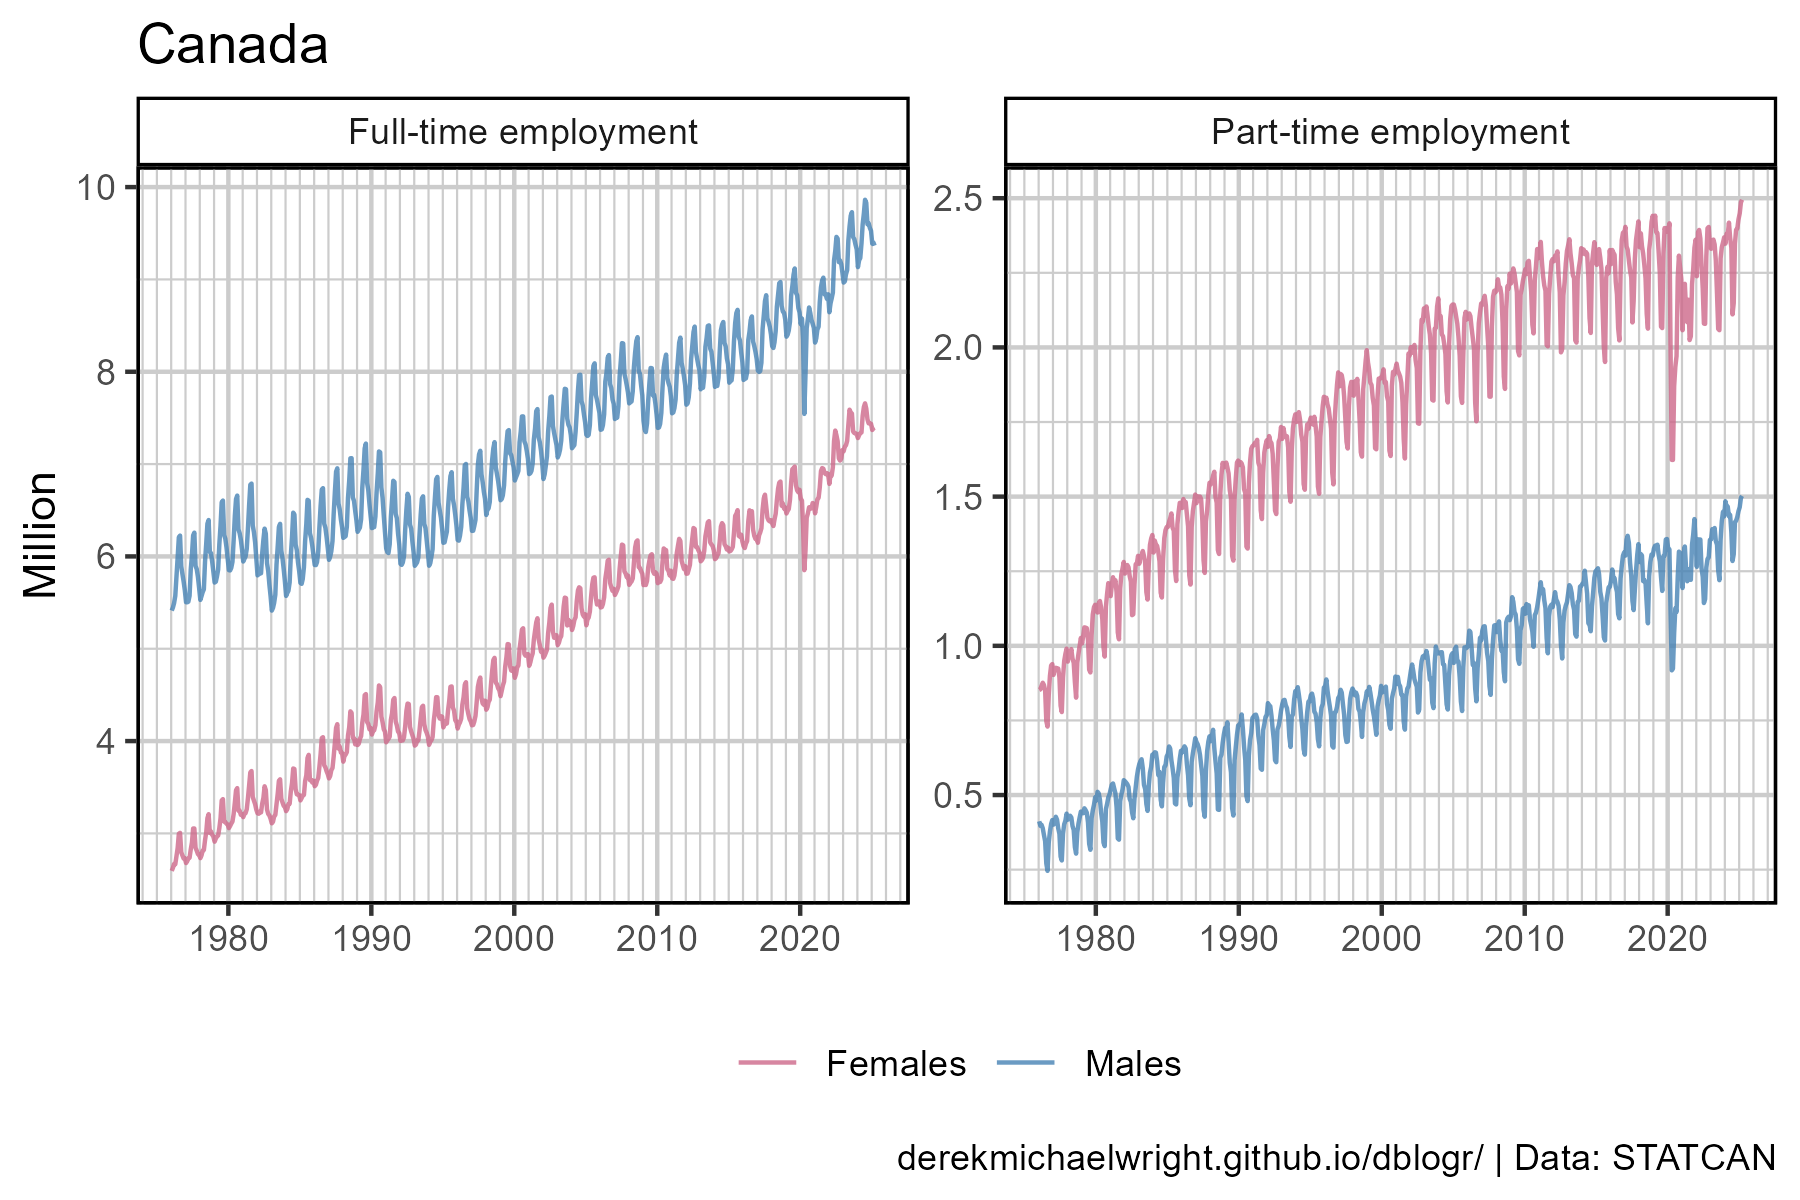 Canada
Full-time employment
Part-time employment
Million
10
8
6
4
2.5
2.0
1.5
1.0
0.5
1980 1990 2000 2010 2020
1980 1990 2000 2010 2020
Females Males
derekmichaelwright.github.io/dblogr/ | Data: STATCAN